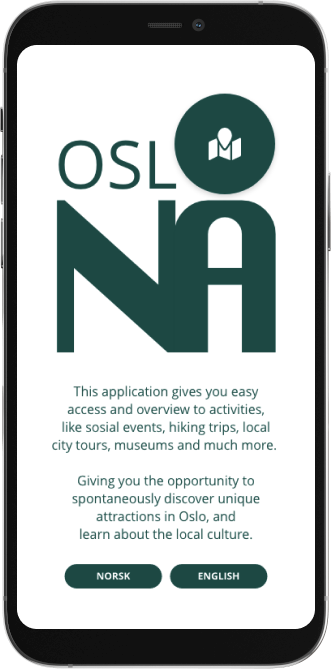 OSL
NA
This application gives you easy
access and overview to activities,
like sosial events, hiking trips, local
city tours, museums and much more.
Giving you the opportunity to
spontaneously discover unique
attractions in Oslo, and
learn about the local culture.
NORSK ENGLISH